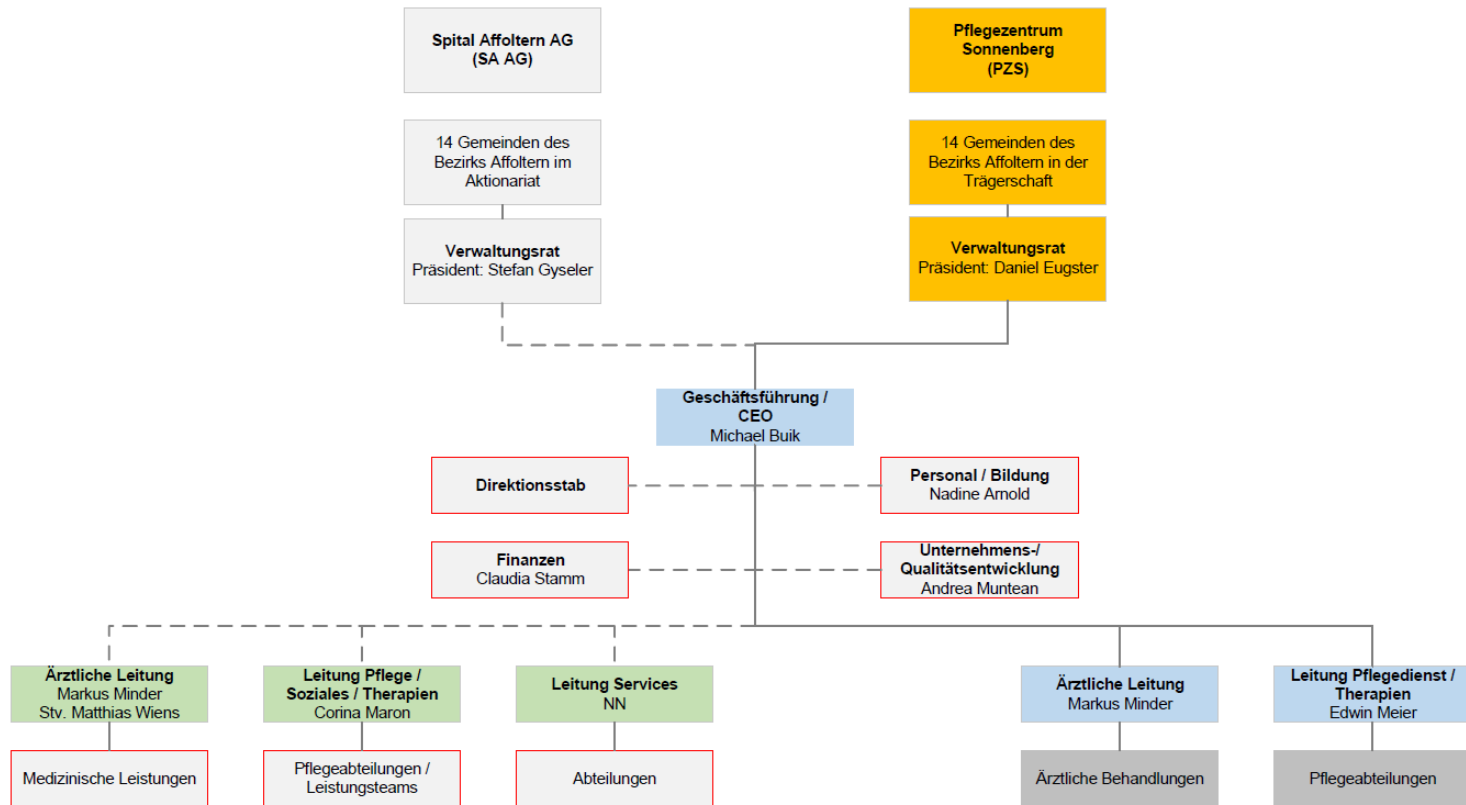 Spital Affoltern AG
(SA AG)
Pflegezentrum
Sonnenberg
(PZS)
14 Gemeinden des
Bezirks Affoltern im
Aktionariat
14 Gemeinden des
Bezirks Affoltern in der
Trägerschaft
Verwaltungsrat
Präsident: Stefan Gyseler
Verwaltungsrat
Präsident: Daniel Eugster
Geschäftsführung /
CEO
Michael Buik
Direktionsstab
Personal / Bildung
Nadine Arnold
Finanzen
Claudia Stamm
Unternehmens-/
Qualitätsentwicklung
Andrea Muntean
Ärztliche Leitung
Markus Minder
Stv. Matthias Wiens
Leitung Pflege /
Soziales / Therapien
Corina Maron
Leitung Services
NN
Ärztliche Leitung
Markus Minder
Leitung Pflegedienst /
Therapien
Edwin Meier
Medizinische Leistungen
Pflegeabteilungen /
Leistungsteams
Abteilungen
Ärztliche Behandlungen
Pflegeabteilungen